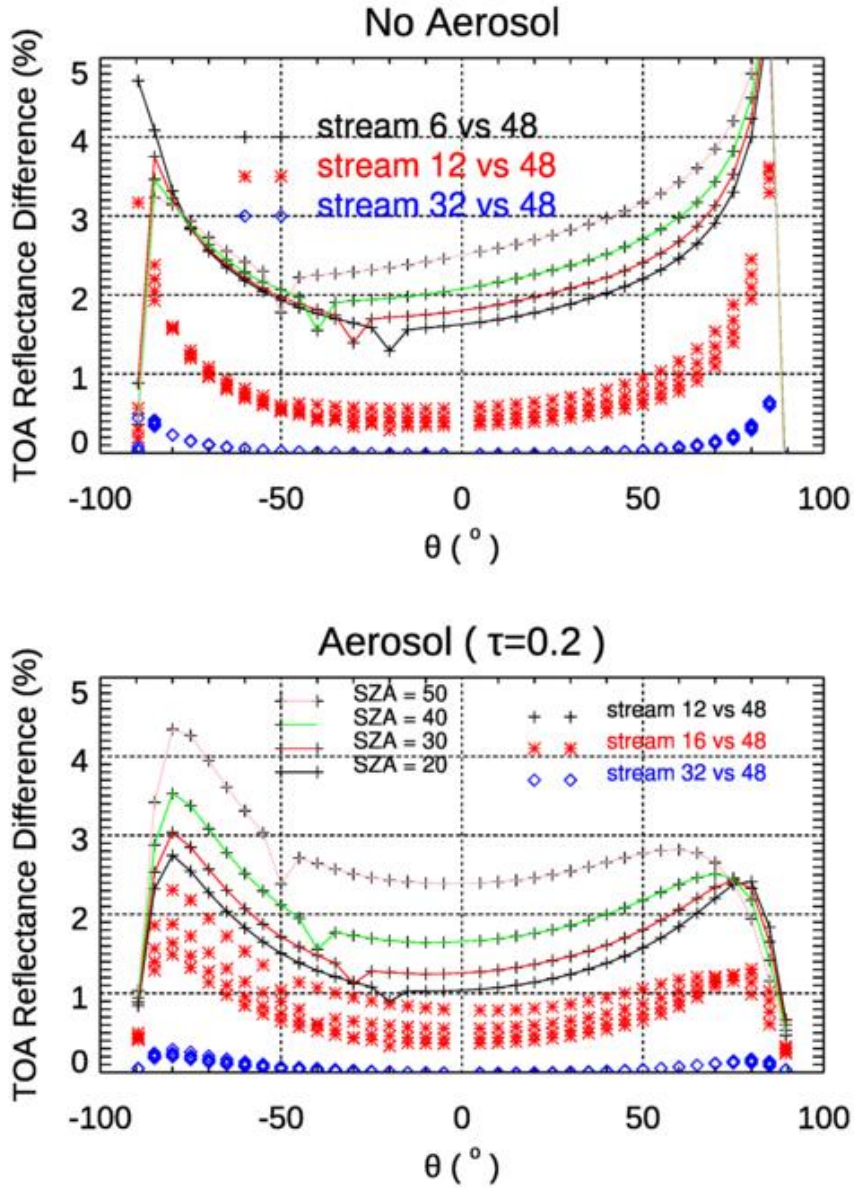 No Aerosol
TOA Reflectance Difference (%)
5
4
3
2
1
0
stream 6 vs 48
stream 12 vs 48
stream 32 vs 48
-100 -50 0 50 100
θ ( ° )
Aerosol ( τ=0.2 )
TOA Reflectance Difference (%)
5
4
3
2
1
0
SZA = 50
SZA = 40
SZA = 30
SZA = 20
stream 12 vs 48
stream 16 vs 48
stream 32 vs 48
-100 -50 0 50 100
θ ( ° )